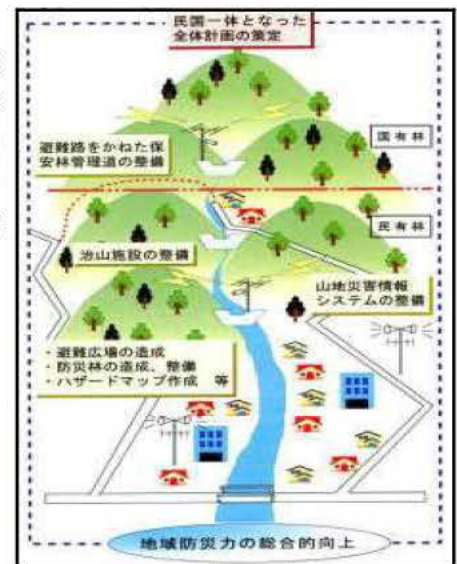 民国一体となった
全体計画の策定
避難路をかねた保
安林管理道の整備
国有林
民有林
治山施設の整備
山地災害情報
システムの整備
・避難広場の造成
・防災林の造成、整備
・ハザードマップ作成　等
地域防災力の総合的向上